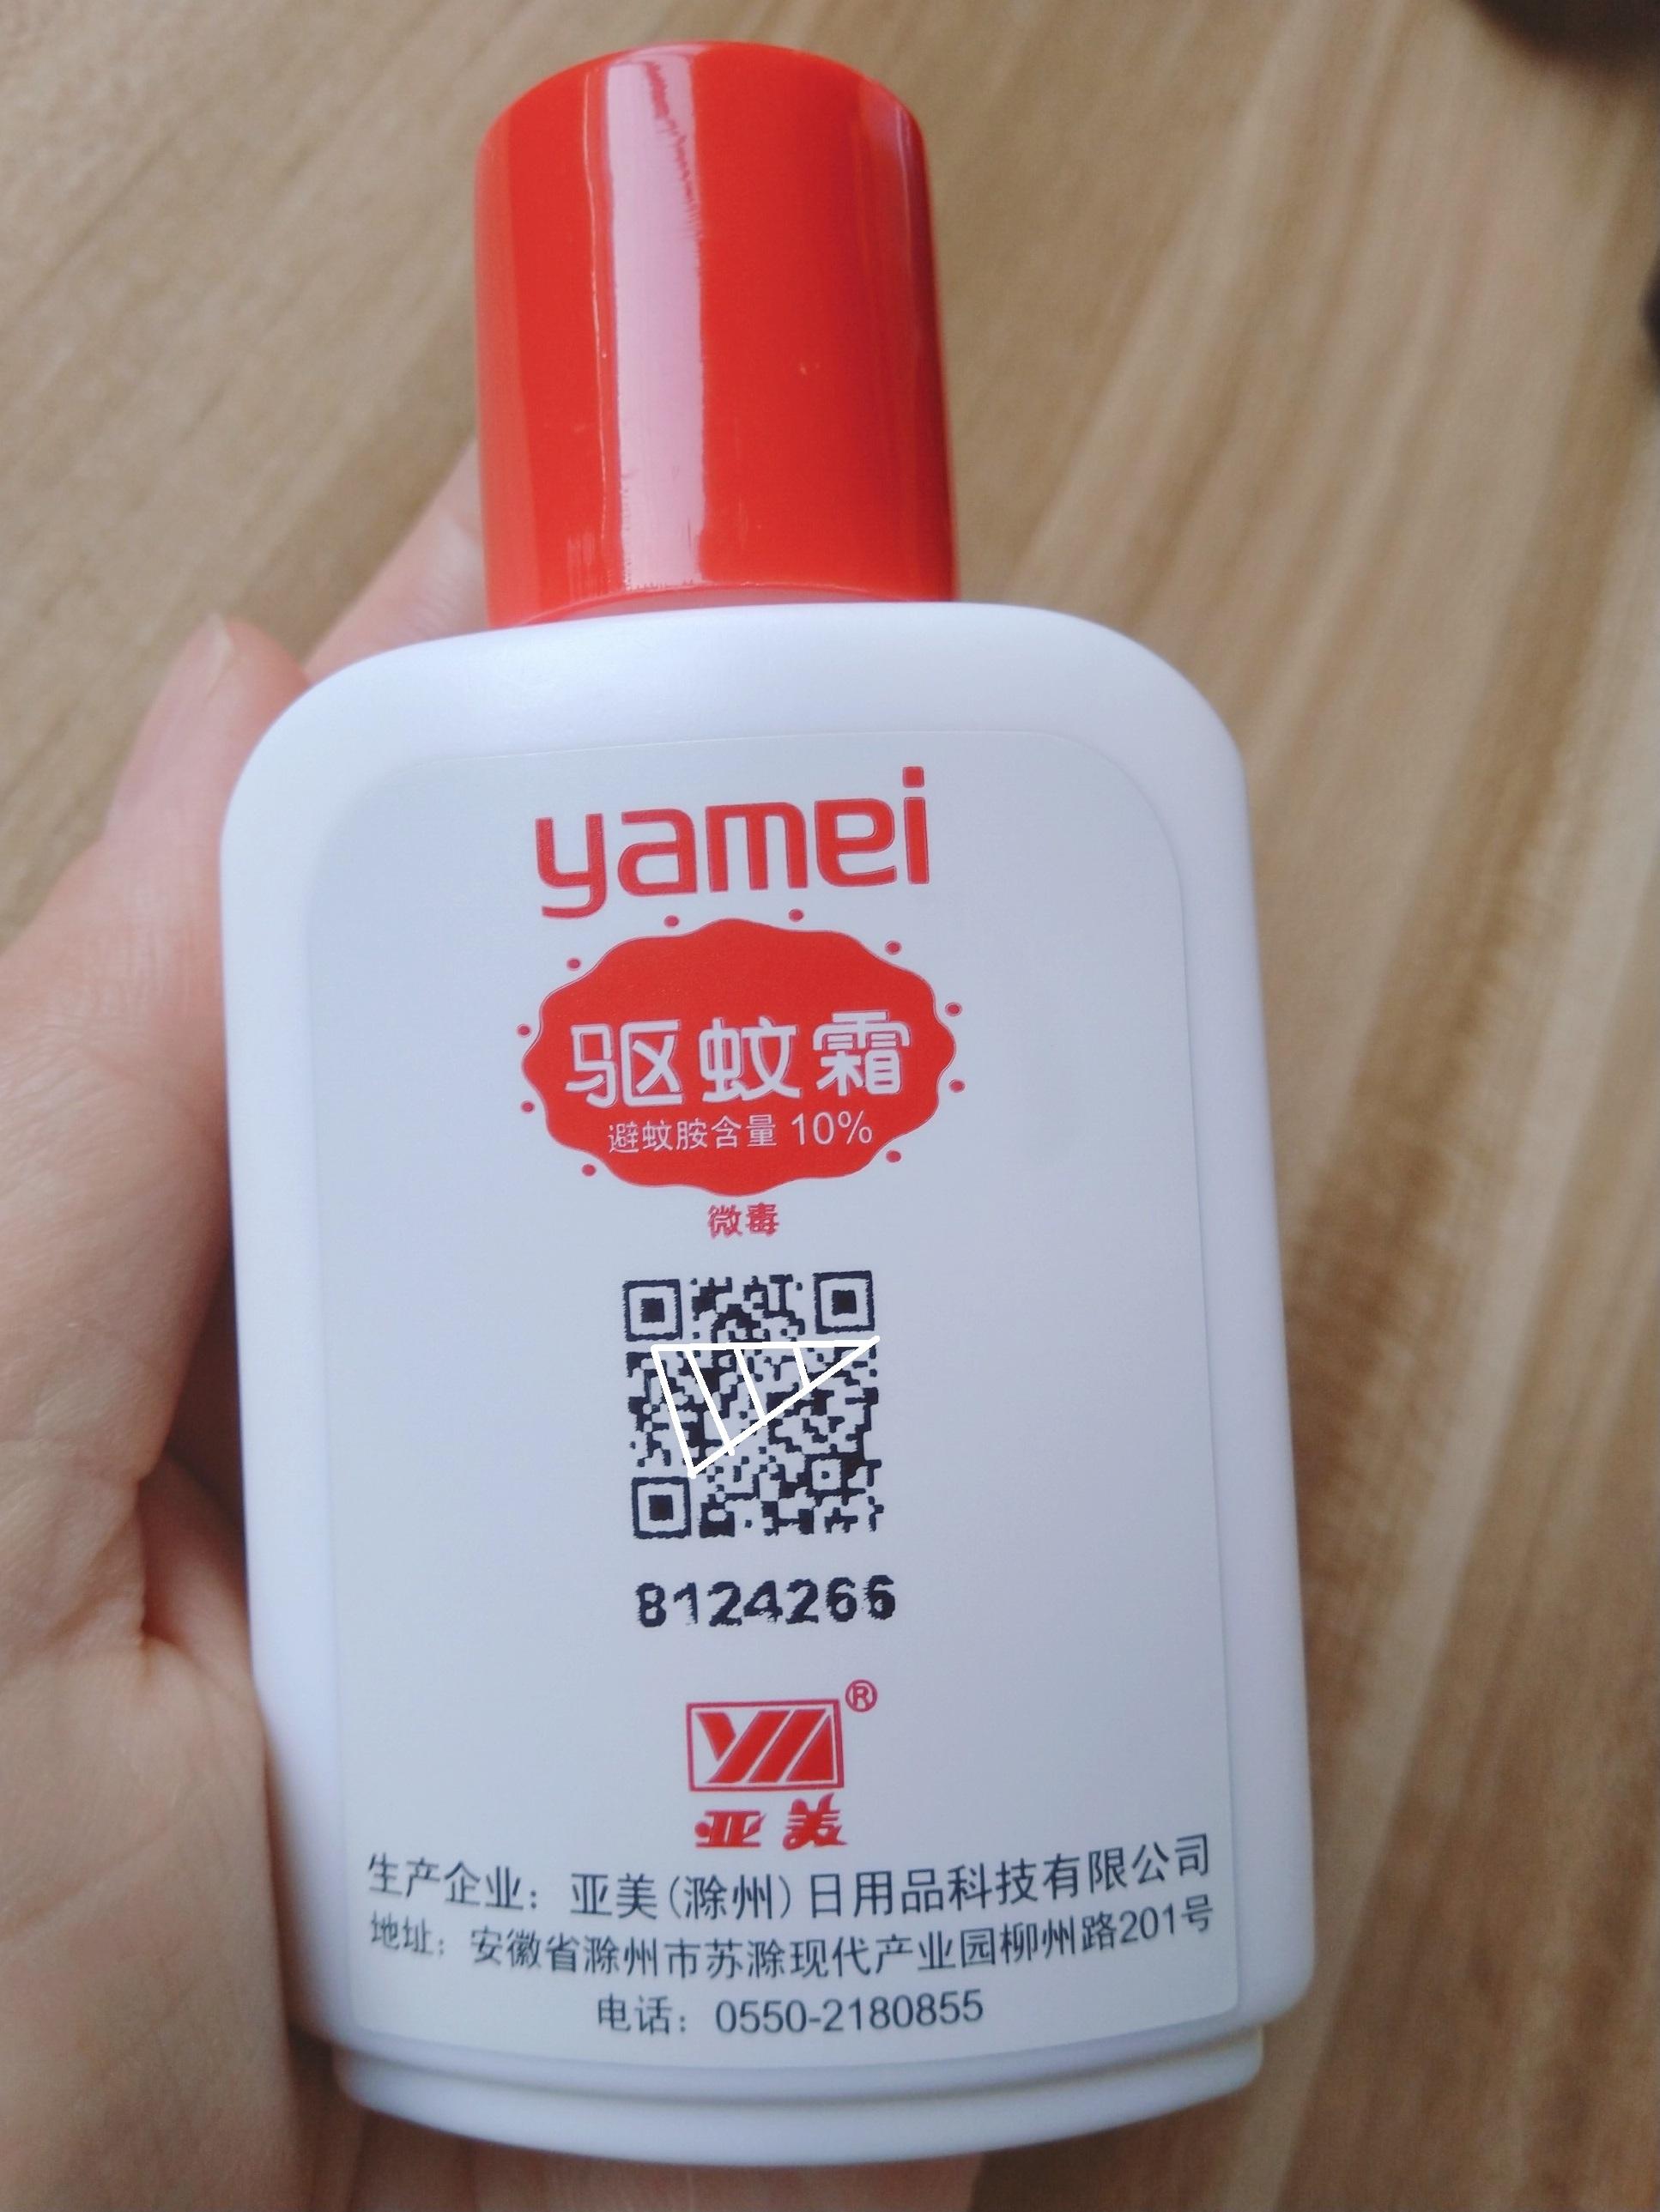 yamei
驱蚊霜
避蚊胺含量 10%
微毒
8124266
®
亚美
生产企业：亚美(滁州)日用品科技有限公司
地址：安徽省滁州市苏滁现代产业园柳州路201号
电话：0550-2180855